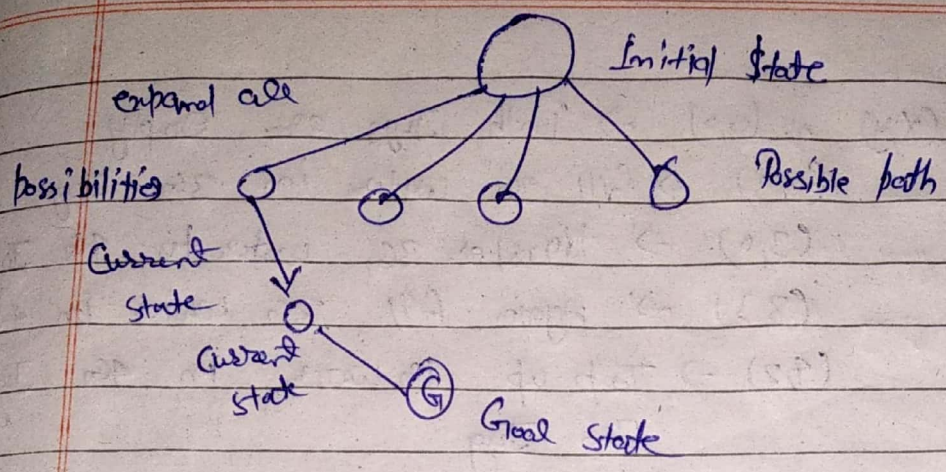 Initial State
expand all
possibilities
Possible path
Current
state
Current
state
G
Goal State